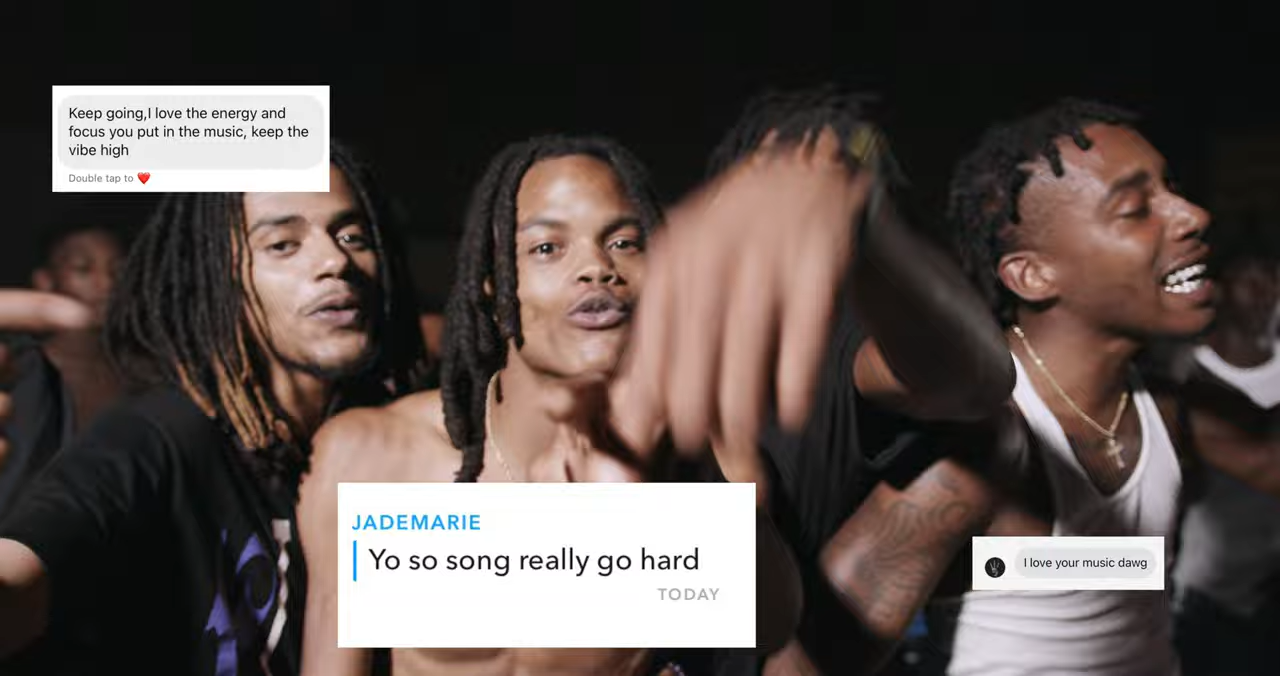 Keep going,I love the energy and
focus you put in the music, keep the
vibe high
Double tap to ❤️
JADEMARIE
Yo so song really go hard
TODAY
I love your music dawg